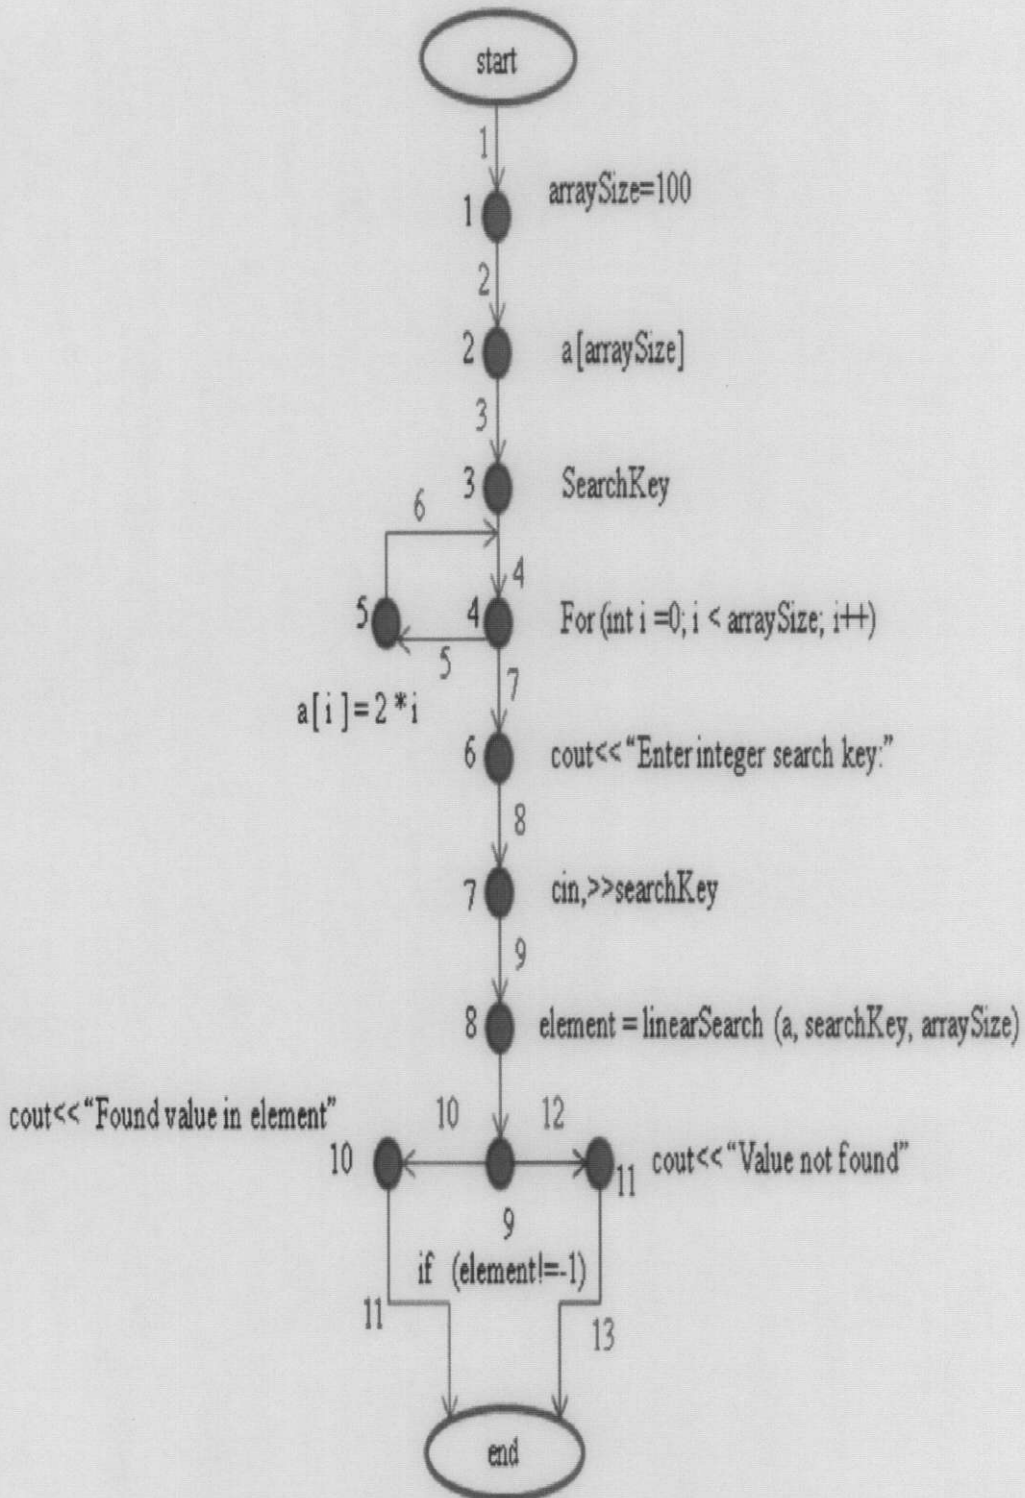 start
1
1 arraySize=100
2
2 a[arraySize]
3
3 SearchKey
6
4
5 4 For (int i =0; i < arraySize; i++)
5
7
a[ i ] = 2 * i
6 cout<< “Enter integer search key:”
8
7 cin,>>searchKey
9
8 element = linearSearch (a, searchKey, arraySize)
cout<< “Found value in element” 10 12
10 11 cout<< “Value not found”
9
if (element!=-1)
11 13
end